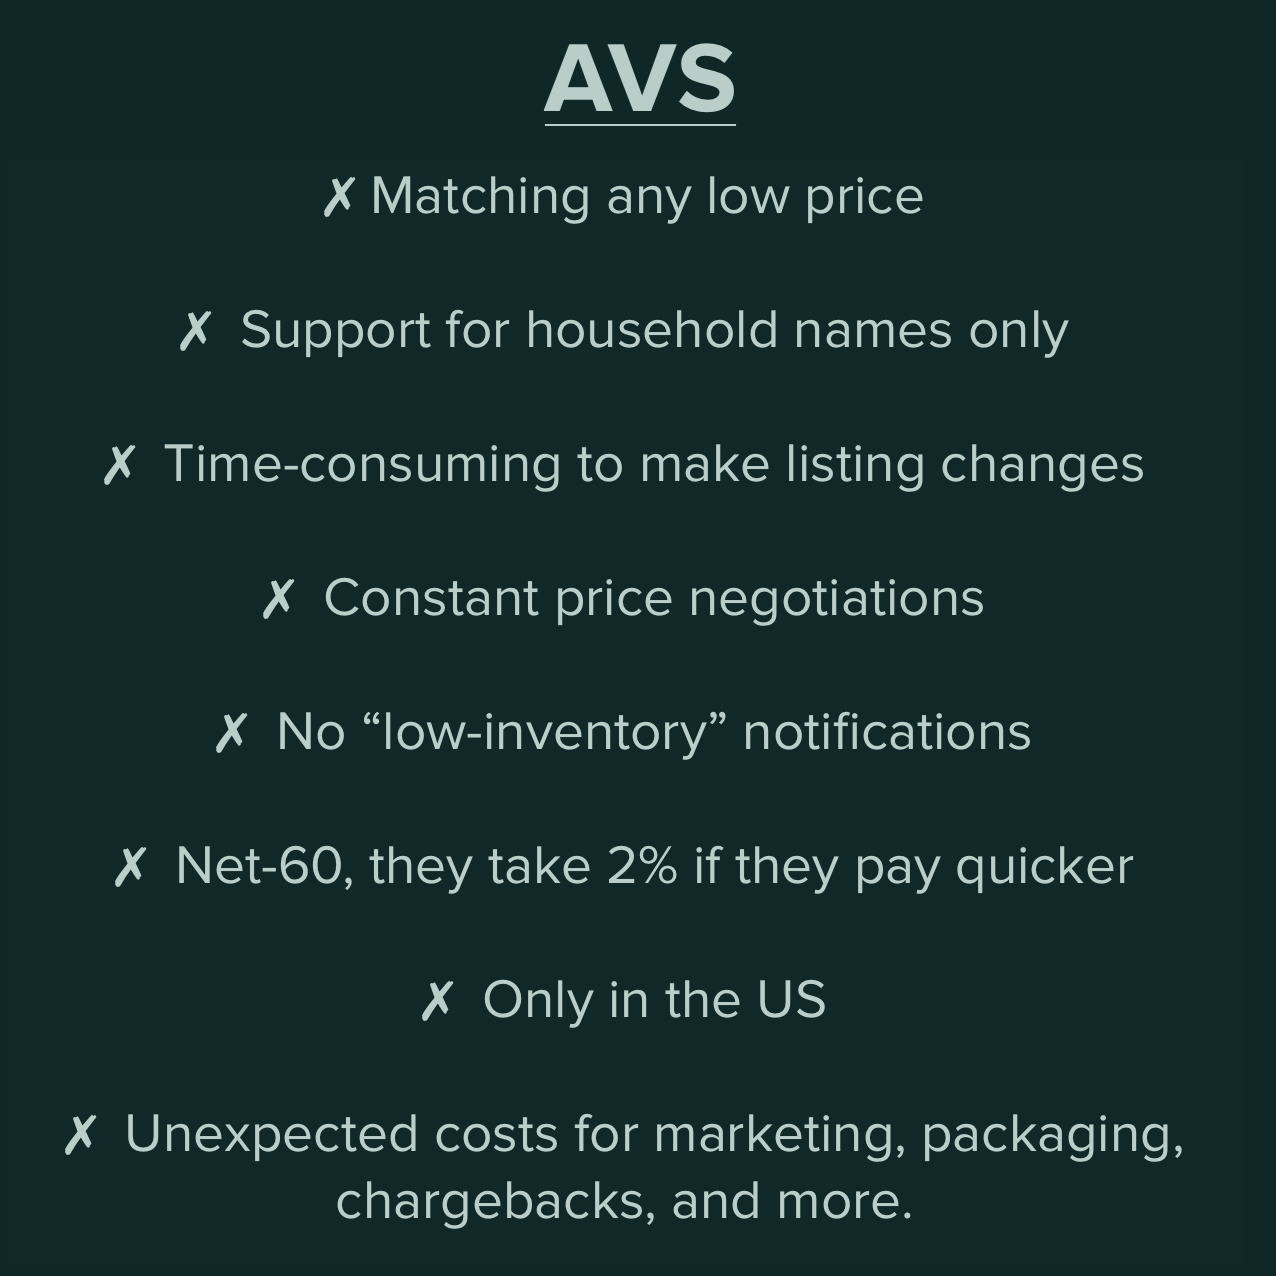 AVS
✗ Matching any low price
✗ Support for household names only
✗ Time-consuming to make listing changes
✗ Constant price negotiations
✗ No “low-inventory” notifications
✗ Net-60, they take 2% if they pay quicker
✗ Only in the US
✗ Unexpected costs for marketing, packaging,
chargebacks, and more.